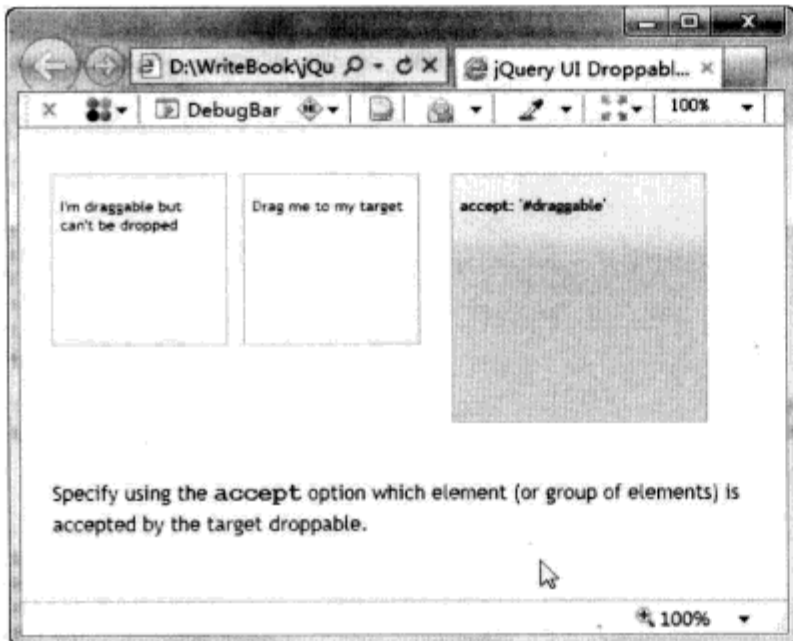 D:\WriteBook\jQu
jQuery UI Droppabl...
DebugBar
100%
I'm draggable but
can't be dropped
Drag me to my target
accept: '#draggable'
Specify using the accept option which element (or group of elements) is
accepted by the target droppable.
100%